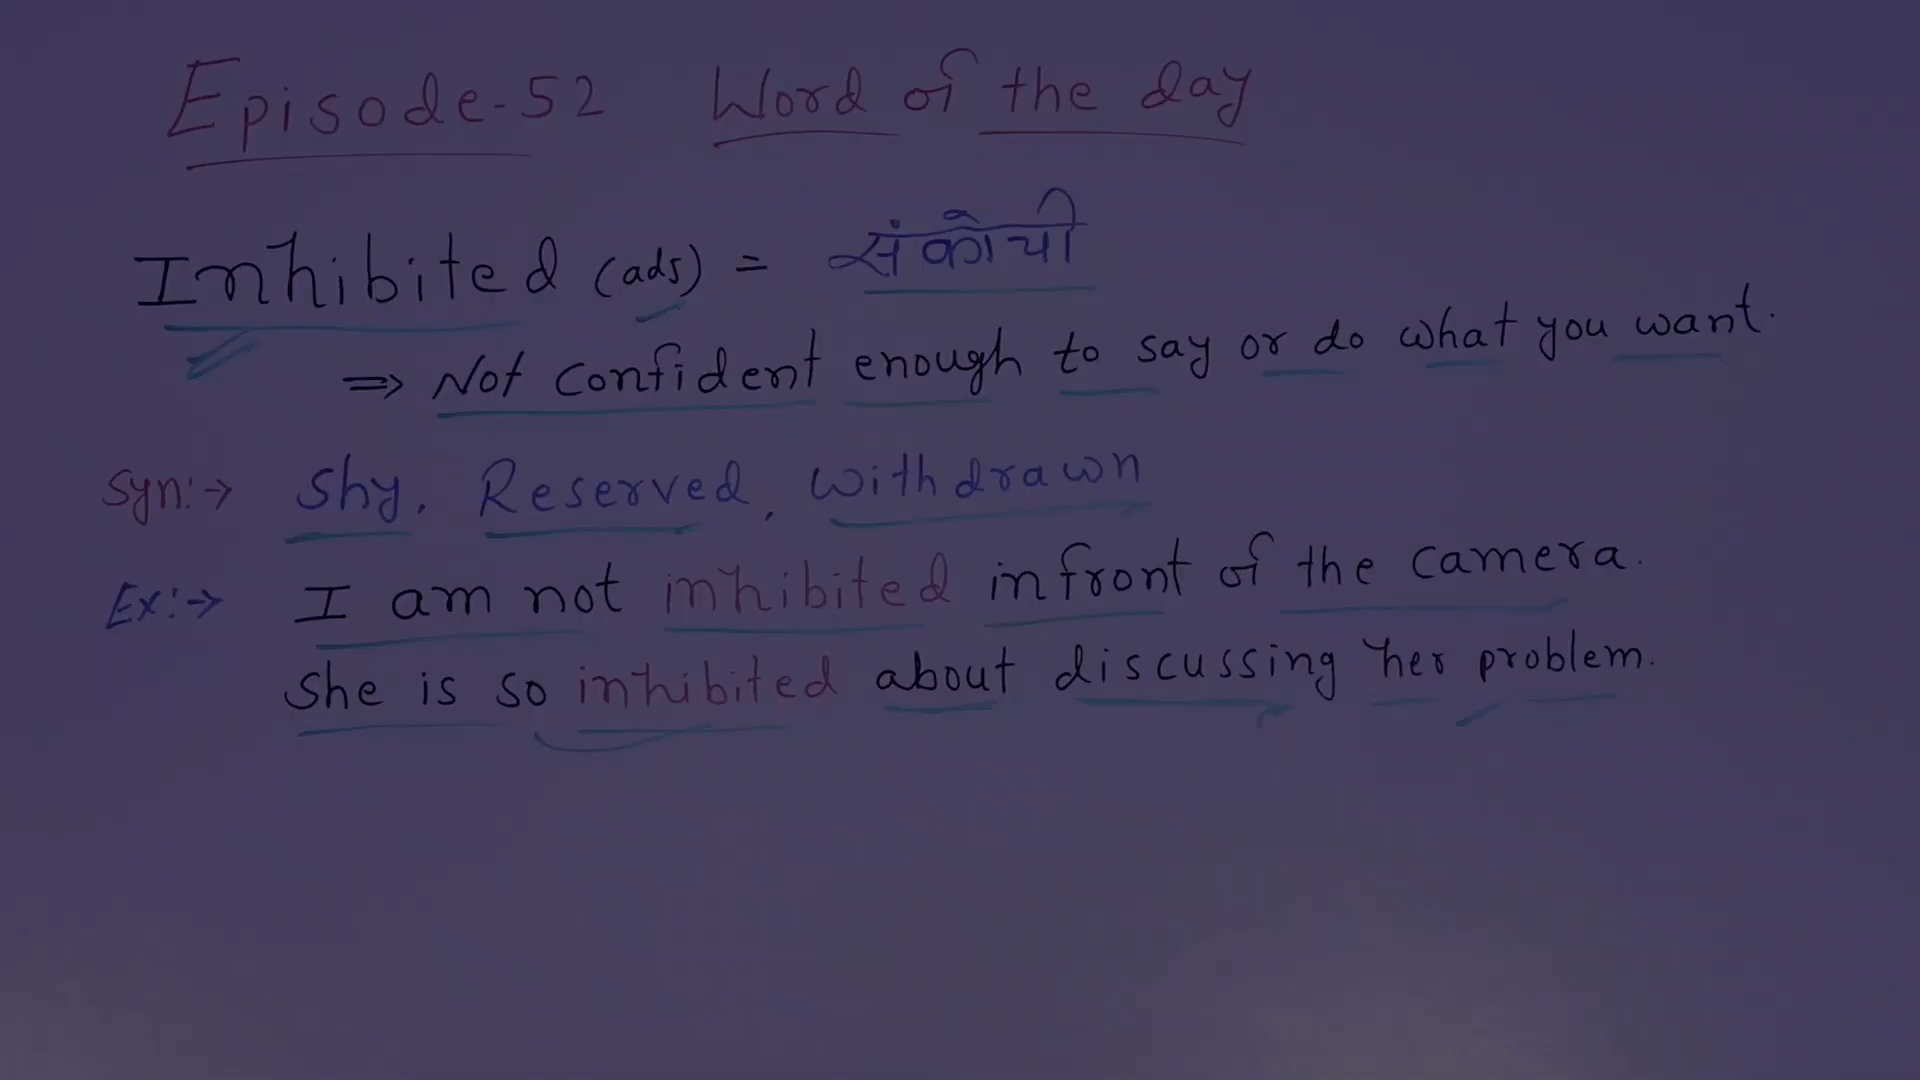 Episode-52 Word of the day
Inhibited (adj) = संकोची
⇒ Not confident enough to say or do what you want.
Syn:→ Shy, Reserved, Withdrawn
Ex:→ I am not inhibited infront of the camera.
She is so inhibited about discussing her problem.